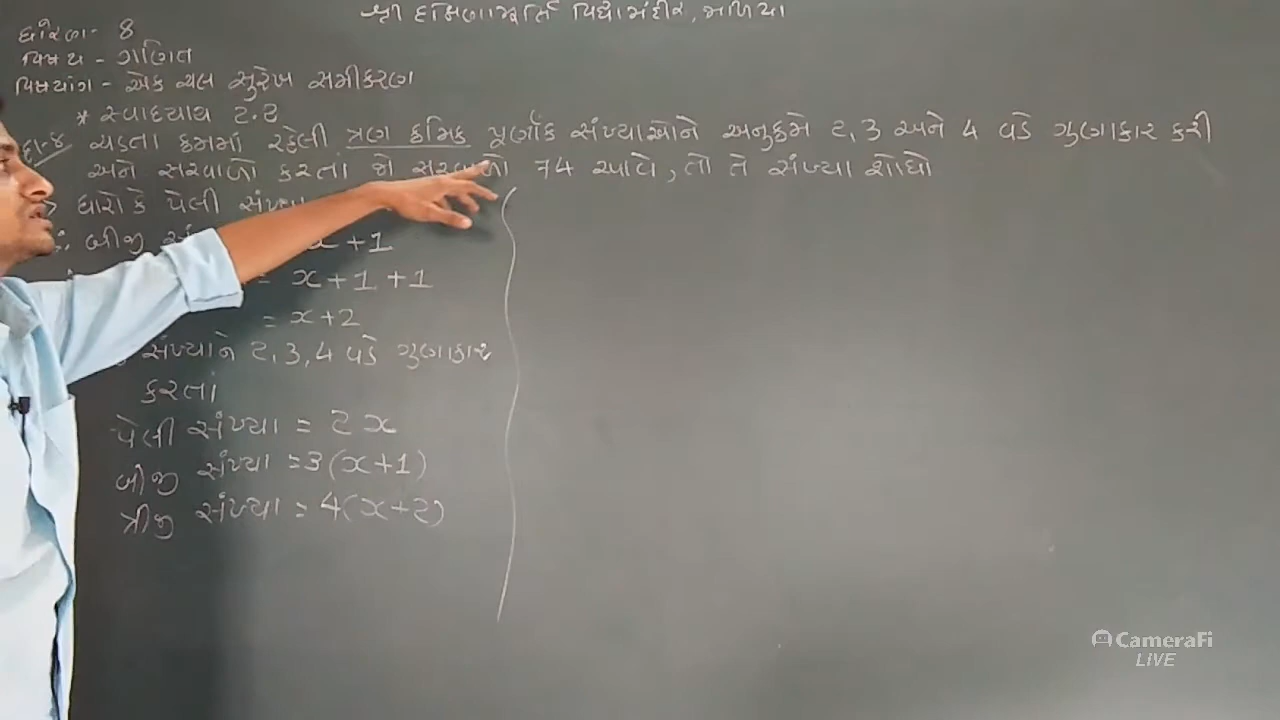 શ્રી દક્ષિણામૂર્તિ વિદ્યામંદિર, માળિયા
ધોરણ - 8
વિષય - ગણિત
વિષયાંગ - એક ચલ સુરેખ સમીકરણ
* સ્વાધ્યાય 2.2
દા-4 ચડતા ક્રમમાં રહેલી ત્રણ ક્રમિક પૂર્ણાંક સંખ્યાઓને અનુક્રમે 2, 3 અને 4 વડે ગુણાકાર કરી
અને સરવાળો કરતાં જો સરવાળો 74 આવે, તો તે સંખ્યા શોધો
ધારો કે પેલી સંખ્યા
બીજી x + 1
= x + 1 + 1
= x + 2
સંખ્યાને 2, 3, 4 વડે ગુણાકાર
કરતાં
પેલી સંખ્યા = 2x
બીજી સંખ્યા = 3(x+1)
ત્રીજી સંખ્યા = 4(x+2)
CameraFi
LIVE